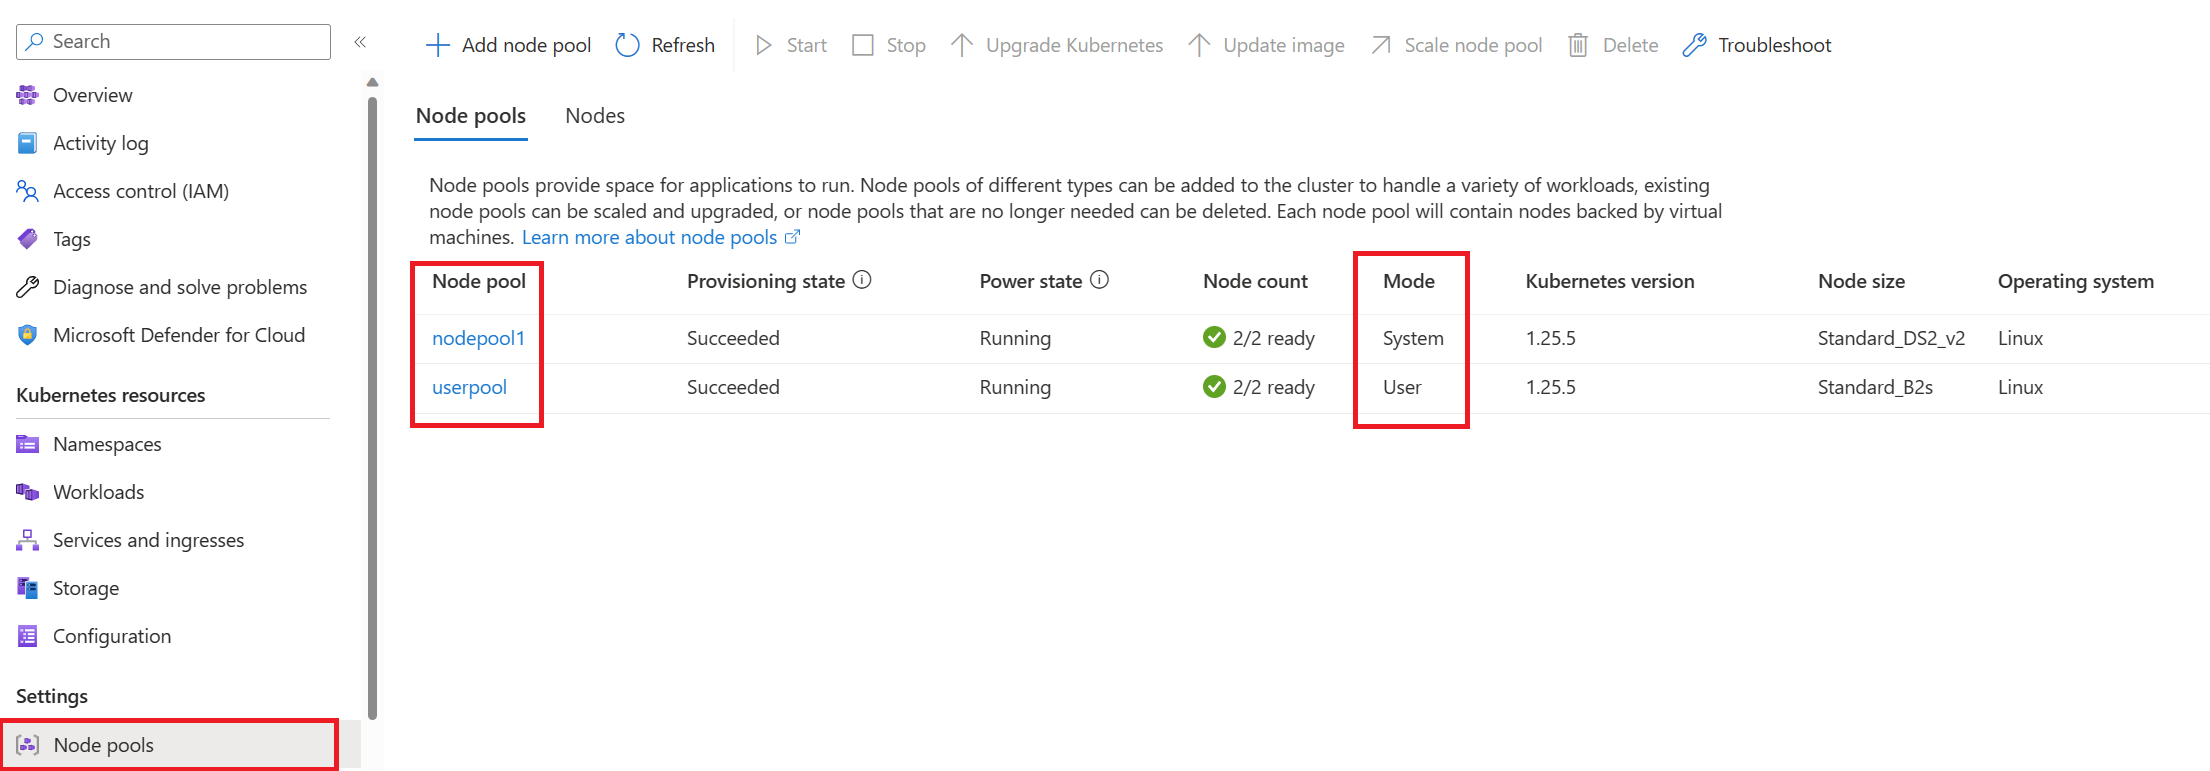 Search
Overview
Activity log
Access control (IAM)
Tags
Diagnose and solve problems
Microsoft Defender for Cloud
Kubernetes resources
Namespaces
Workloads
Services and ingresses
Storage
Configuration
Settings
Node pools
Add node pool Refresh Start Stop Upgrade Kubernetes Update image Scale node pool Delete Troubleshoot
Node pools Nodes
Node pools provide space for applications to run. Node pools of different types can be added to the cluster to handle a variety of workloads, existing
node pools can be scaled and upgraded, or node pools that are no longer needed can be deleted. Each node pool will contain nodes backed by virtual
machines. Learn more about node pools
Node pool Provisioning state Power state Node count Mode Kubernetes version Node size Operating system
nodepool1 Succeeded Running 2/2 ready System 1.25.5 Standard_DS2_v2 Linux
userpool Succeeded Running 2/2 ready User 1.25.5 Standard_B2s Linux